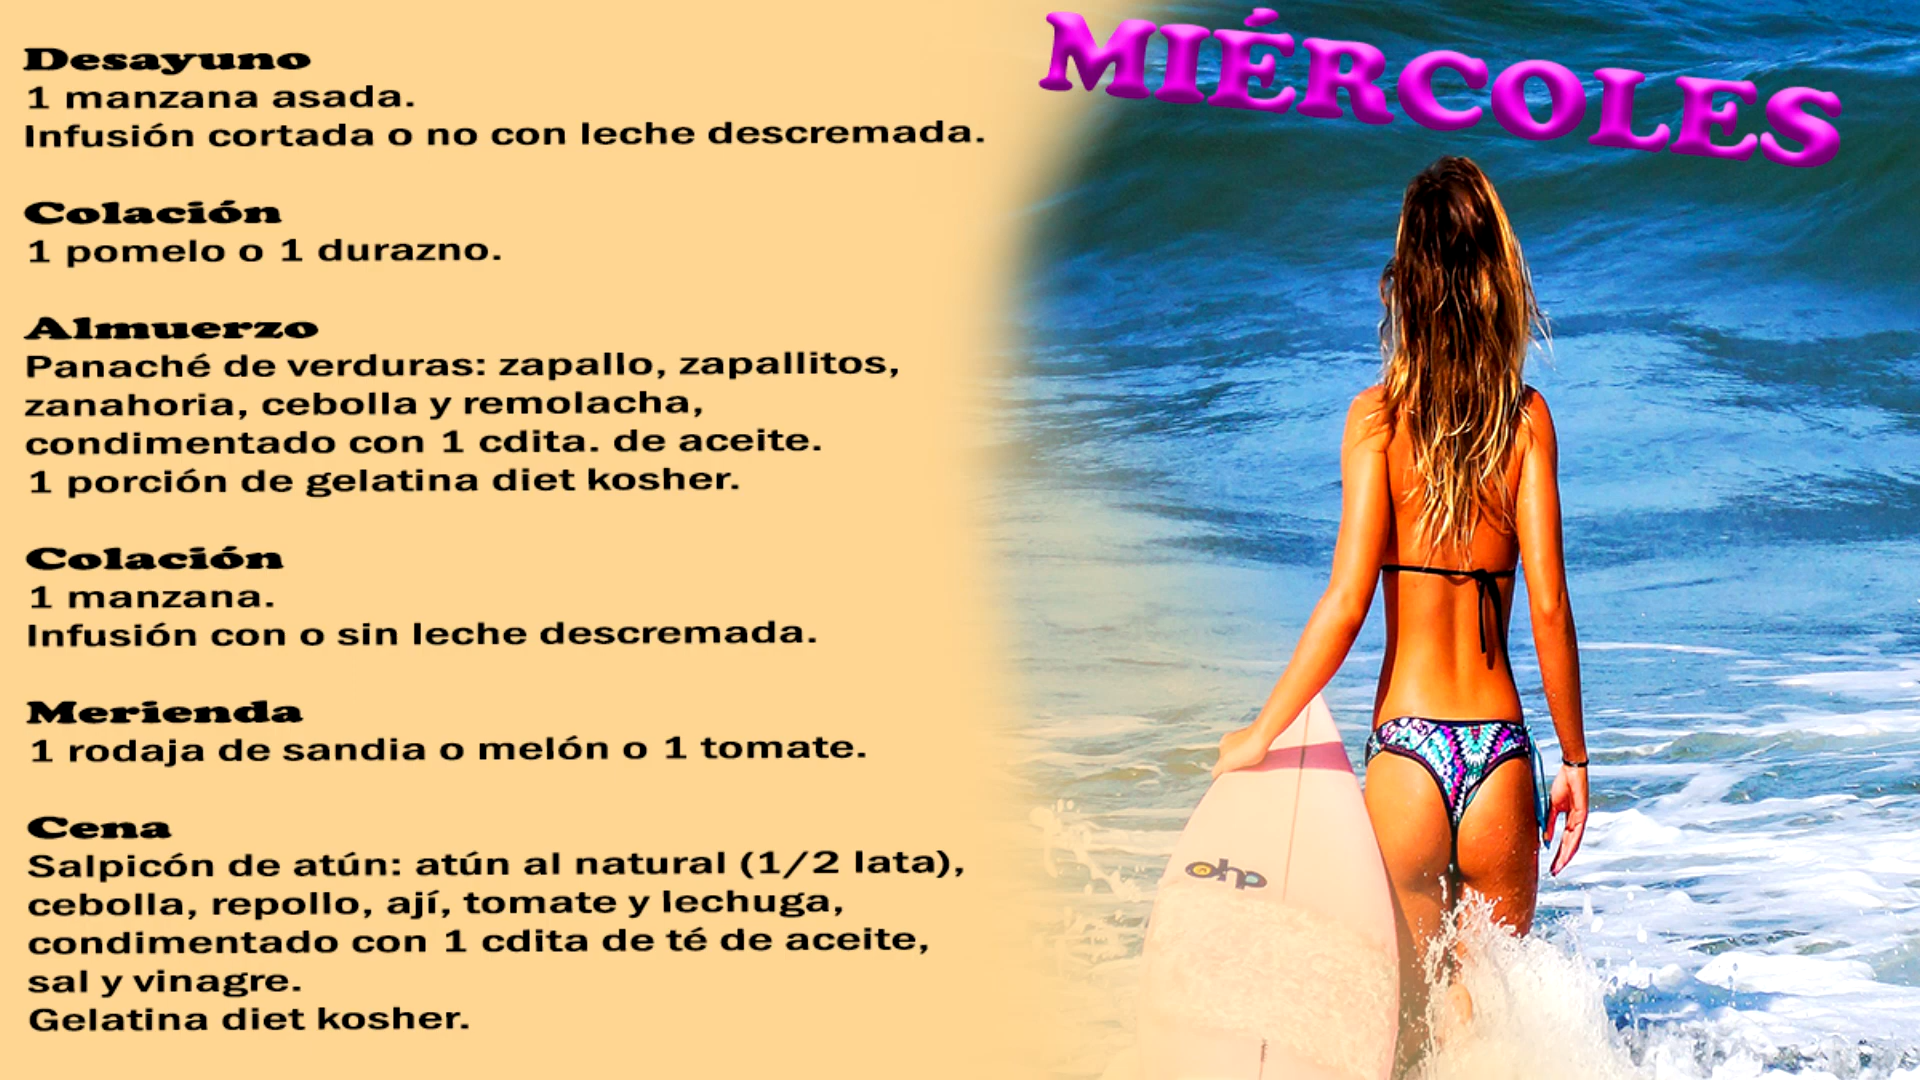 MIÉRCOLES
Desayuno
1 manzana asada.
Infusión cortada o no con leche descremada.
Colación
1 pomelo o 1 durazno.
Almuerzo
Panaché de verduras: zapallo, zapallitos,
zanahoria, cebolla y remolacha,
condimentado con 1 cdita. de aceite.
1 porción de gelatina diet kosher.
Colación
1 manzana.
Infusión con o sin leche descremada.
Merienda
1 rodaja de sandia o melón o 1 tomate.
Cena
Salpicón de atún: atún al natural (1/2 lata),
cebolla, repollo, ají, tomate y lechuga,
condimentado con 1 cdita de té de aceite,
sal y vinagre.
Gelatina diet kosher.
ohp